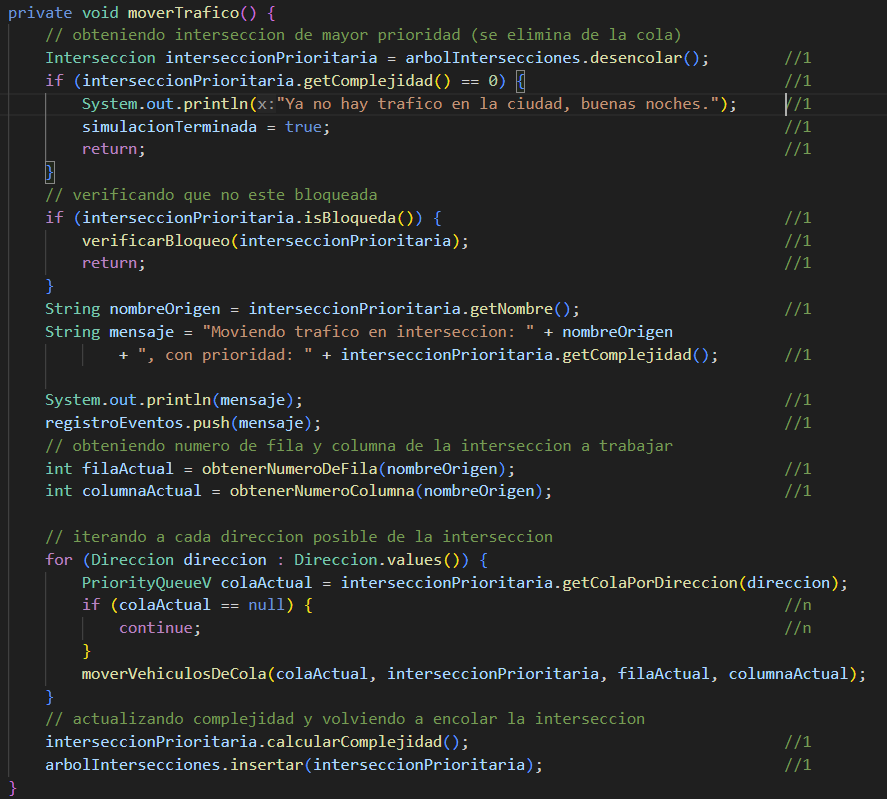 private void moverTrafico() {
// obteniendo interseccion de mayor prioridad (se elimina de la cola)
Interseccion interseccionPrioritaria = arbolIntersecciones.desencolar(); //1
if (interseccionPrioritaria.getComplejidad() == 0) { //1
System.out.println(x:"Ya no hay trafico en la ciudad, buenas noches."); //1
simulacionTerminada = true; //1
return; //1
}
// verificando que no este bloqueada
if (interseccionPrioritaria.isBloqueda()) { //1
verificarBloqueo(interseccionPrioritaria); //1
return; //1
}
String nombreOrigen = interseccionPrioritaria.getNombre(); //1
String mensaje = "Moviendo trafico en interseccion: " + nombreOrigen
+ ", con prioridad: " + interseccionPrioritaria.getComplejidad(); //1
System.out.println(mensaje); //1
registroEventos.push(mensaje); //1
// obteniendo numero de fila y columna de la interseccion a trabajar
int filaActual = obtenerNumeroDeFila(nombreOrigen); //1
int columnaActual = obtenerNumeroColumna(nombreOrigen); //1
// iterando a cada direccion posible de la interseccion
for (Direccion direccion : Direccion.values()) {
PriorityQueueV colaActual = interseccionPrioritaria.getColaPorDireccion(direccion);
if (colaActual == null) { //n
continue; //n
}
moverVehiculosDeCola(colaActual, interseccionPrioritaria, filaActual, columnaActual);
}
// actualizando complejidad y volviendo a encolar la interseccion
interseccionPrioritaria.calcularComplejidad(); //1
arbolIntersecciones.insertar(interseccionPrioritaria); //1
}